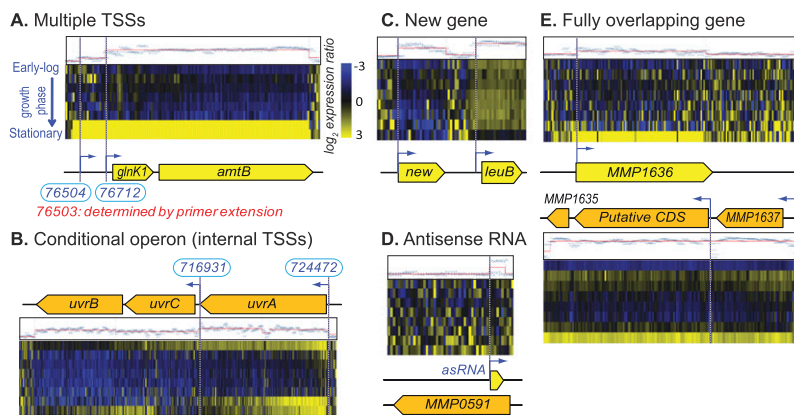 A. Multiple TSSs
Early-log
growth
phase
Stationary
-3
0
3
log2 expression ratio
glnK1
amtB
76504
76712
76503: determined by primer extension
B. Conditional operon (internal TSSs)
716931
724472
uvrB
uvrC
uvrA
C. New gene
new
leuB
D. Antisense RNA
asRNA
MMP0591
E. Fully overlapping gene
MMP1636
MMP1635
Putative CDS
MMP1637